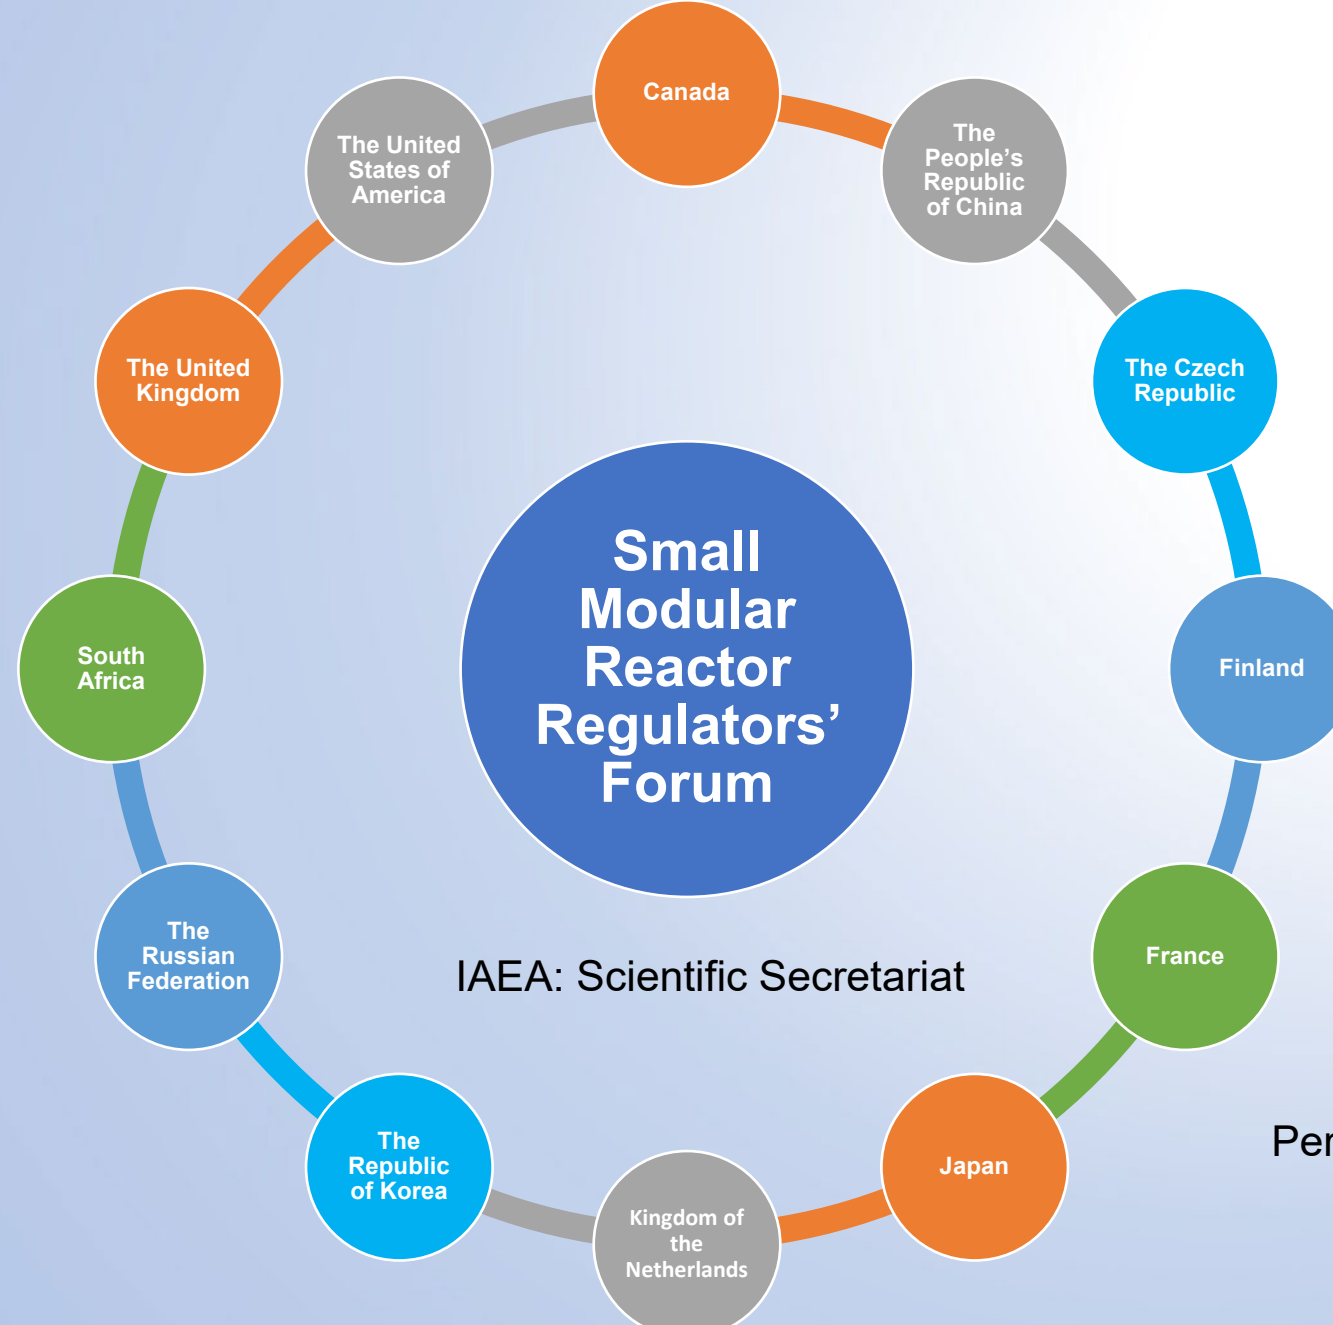 Canada
The
People’s
Republic
of China
The Czech
Republic
Finland
France
Japan
Kingdom of
the
Netherlands
The
Republic
of Korea
The
Russian
Federation
South
Africa
The United
Kingdom
The United
States of
America
Small
Modular
Reactor
Regulators’
Forum
IAEA: Scientific Secretariat